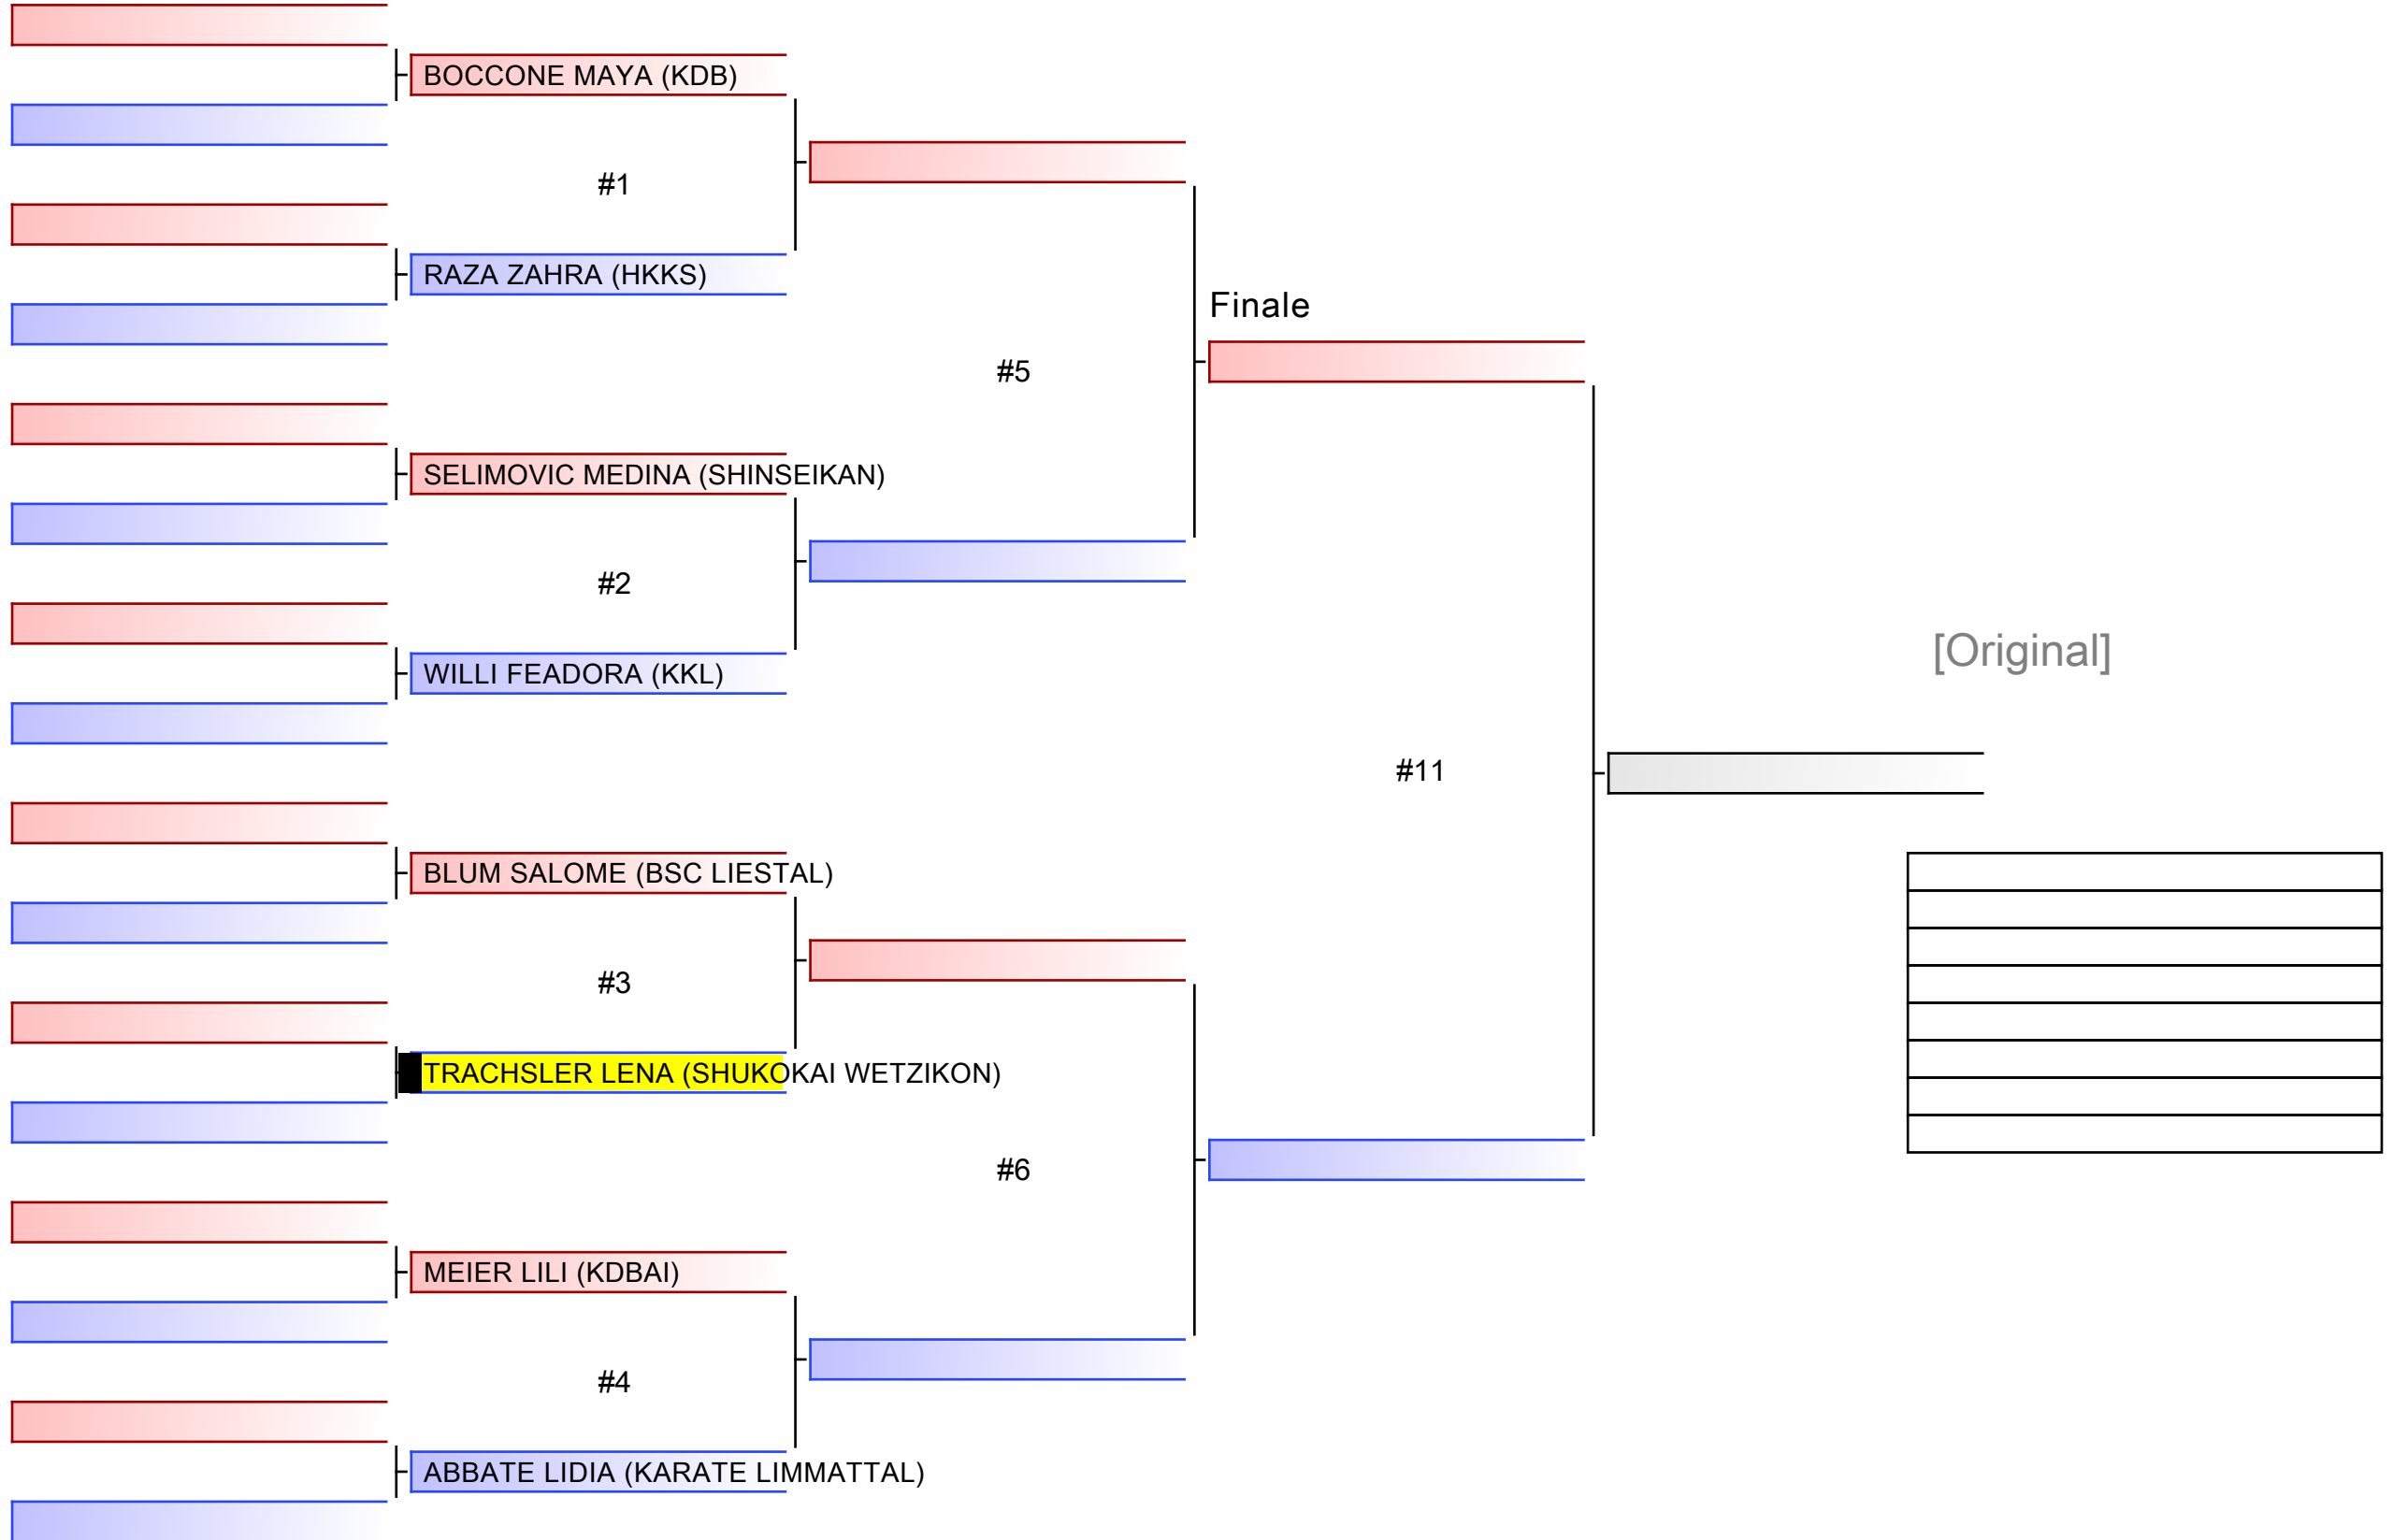 BOCCONE MAYA (KDB)
#1
RAZA ZAHRA (HKKS)
Finale
#5
SELIMOVIC MEDINA (SHINSEIKAN)
#2
WILLI FEADORA (KKL)
[Original]
#11
BLUM SALOME (BSC LIESTAL)
#3
TRACHSLER LENA (SHUKOKAI WETZIKON)
#6
MEIER LILI (KDBAI)
#4
ABBATE LIDIA (KARATE LIMMATTAL)